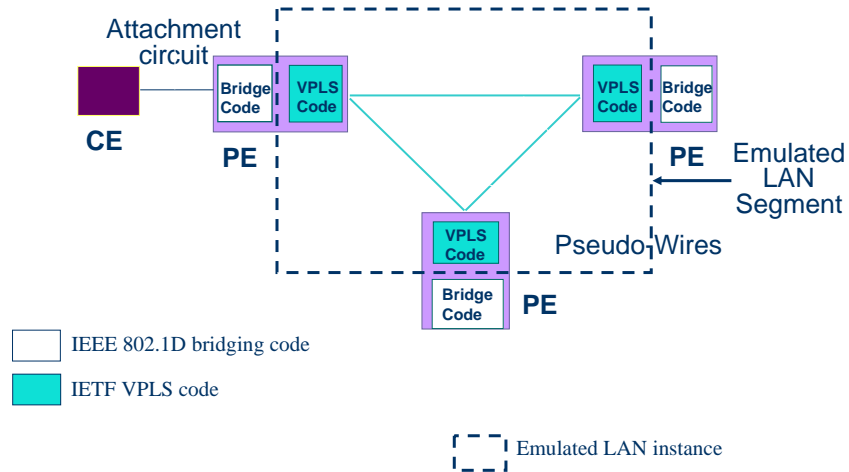 Attachment
circuit
Bridge
Code
VPLS
Code
VPLS
Code
Bridge
Code
CE
PE
PE
Emulated
LAN
Segment
VPLS
Code
Pseudo-Wires
Bridge
Code
PE
IEEE 802.1D bridging code
IETF VPLS code
Emulated LAN instance